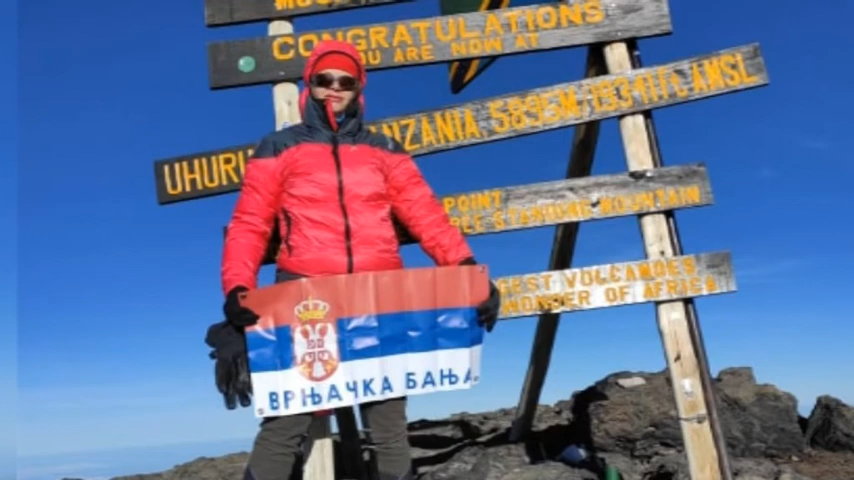 CONGRATULATIONS
YOU ARE NOW AT
TANZANIA 5895M/19341Ft. AMSL
POINT
FREE STANDING MOUNTAIN
VOLCANOES
WONDER OF AFRICA
ВРЊАЧКА БАЊА